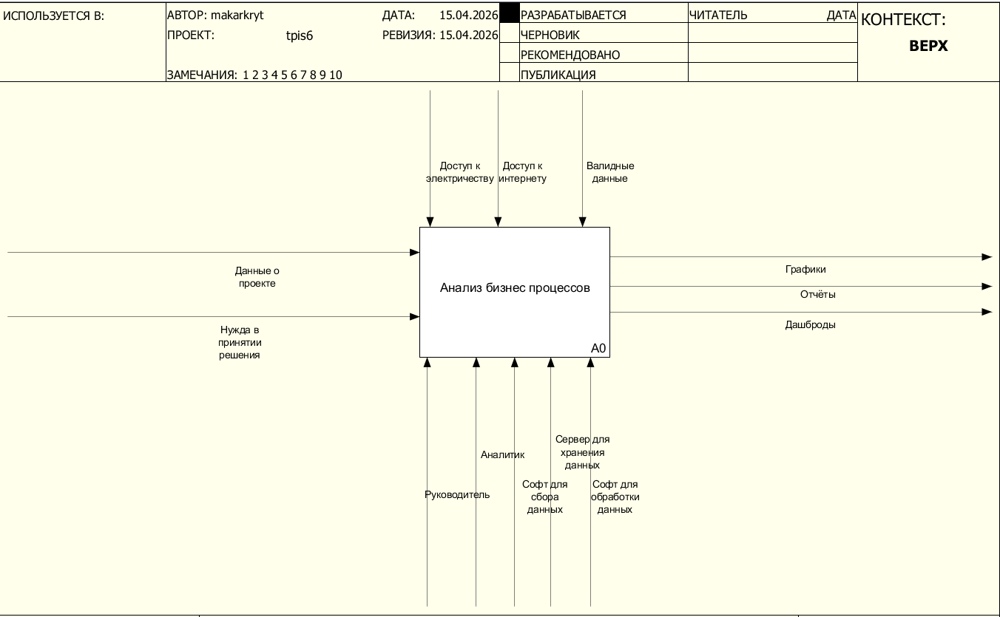 ИСПОЛЬЗУЕТСЯ В:
АВТОР: makarkryt
ДАТА: 15.04.2026
ПРОЕКТ: tpis6
РЕВИЗИЯ: 15.04.2026
ЗАМЕЧАНИЯ: 1 2 3 4 5 6 7 8 9 10
РАЗРАБАТЫВАЕТСЯ
ЧЕРНОВИК
РЕКОМЕНДОВАНО
ПУБЛИКАЦИЯ
ЧИТАТЕЛЬ ДАТА
КОНТЕКСТ:
ВЕРХ
Доступ к
электричеству
Доступ к
интернету
Валидные
данные
Данные о
проекте
Нужда в
принятии
решения
Анализ бизнес процессов
A0
Графики
Отчёты
Дашброды
Руководитель
Аналитик
Софт для
сбора
данных
Сервер для
хранения
данных
Софт для
обработки
данных